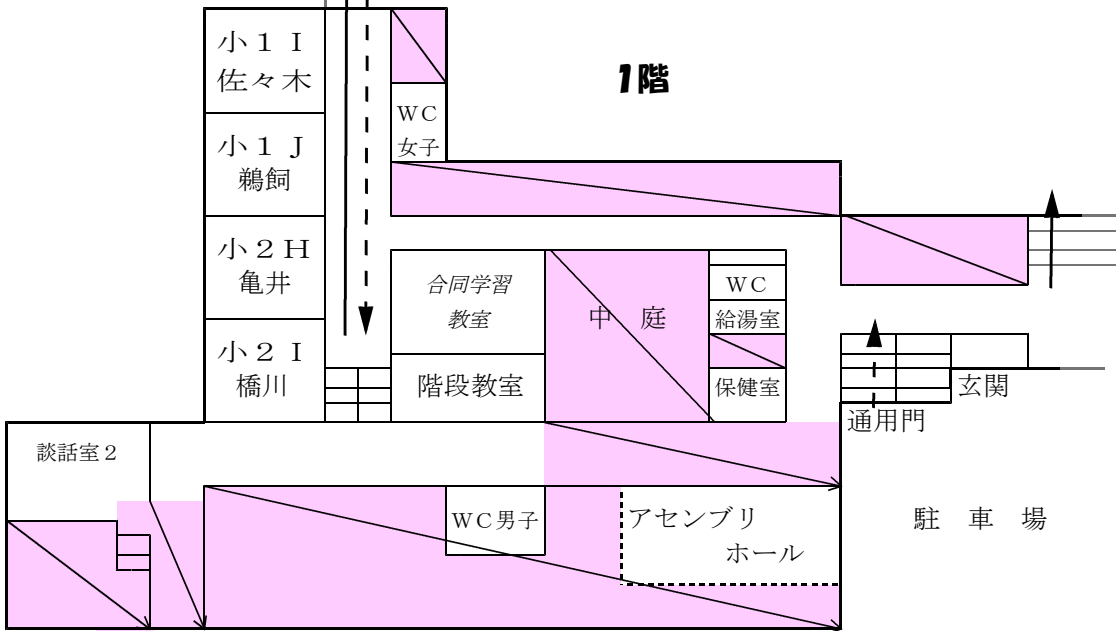 小１Ｉ
佐々木
１階
ＷＣ
女子
小１Ｊ
鵜飼
小２Ｈ
亀井
合同学習
教室
中　庭
ＷＣ
給湯室
小２Ｉ
橋川
階段教室
保健室
玄関
通用門
談話室２
ＷＣ男子
アセンブリ
ホール
駐　車　場